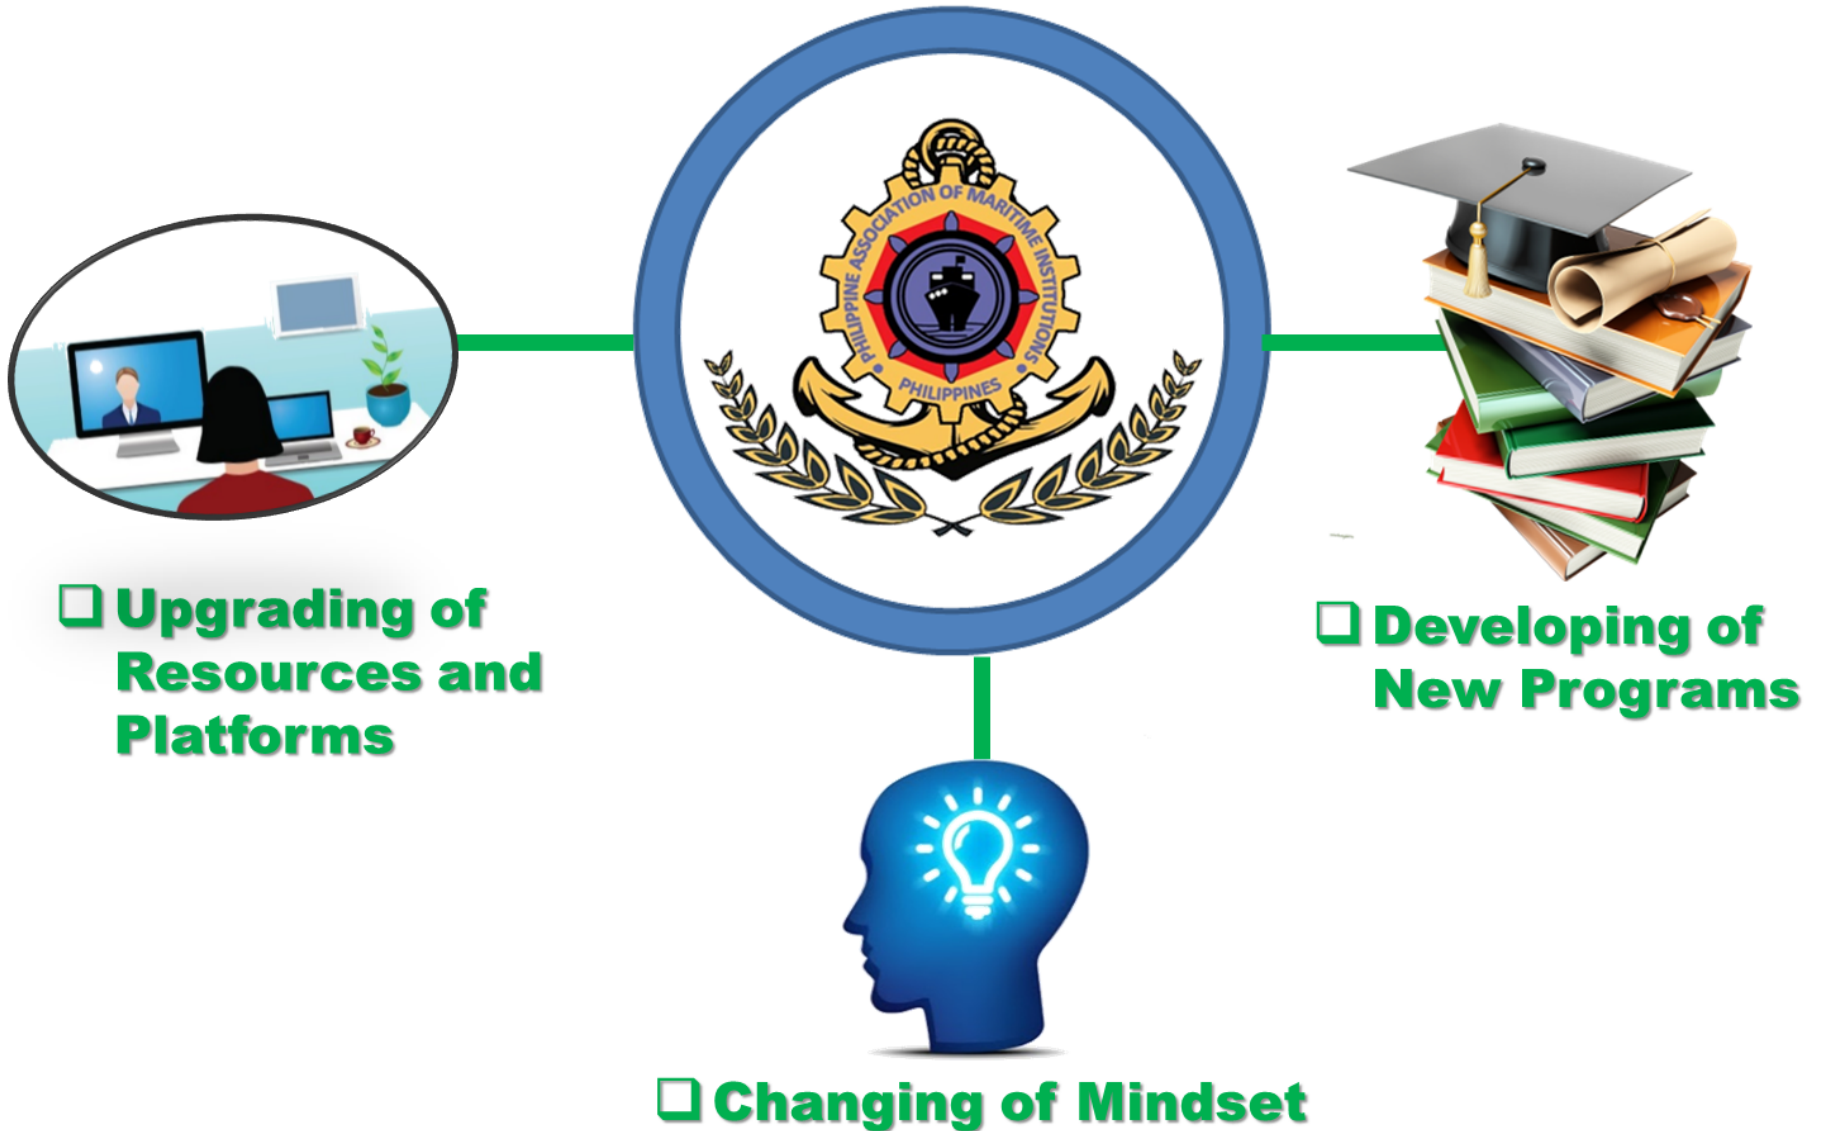 PHILIPPINE ASSOCIATION OF MARITIME INSTITUTIONS
PHILIPPINES
Upgrading of
Resources and
Platforms
Developing of
New Programs
Changing of Mindset